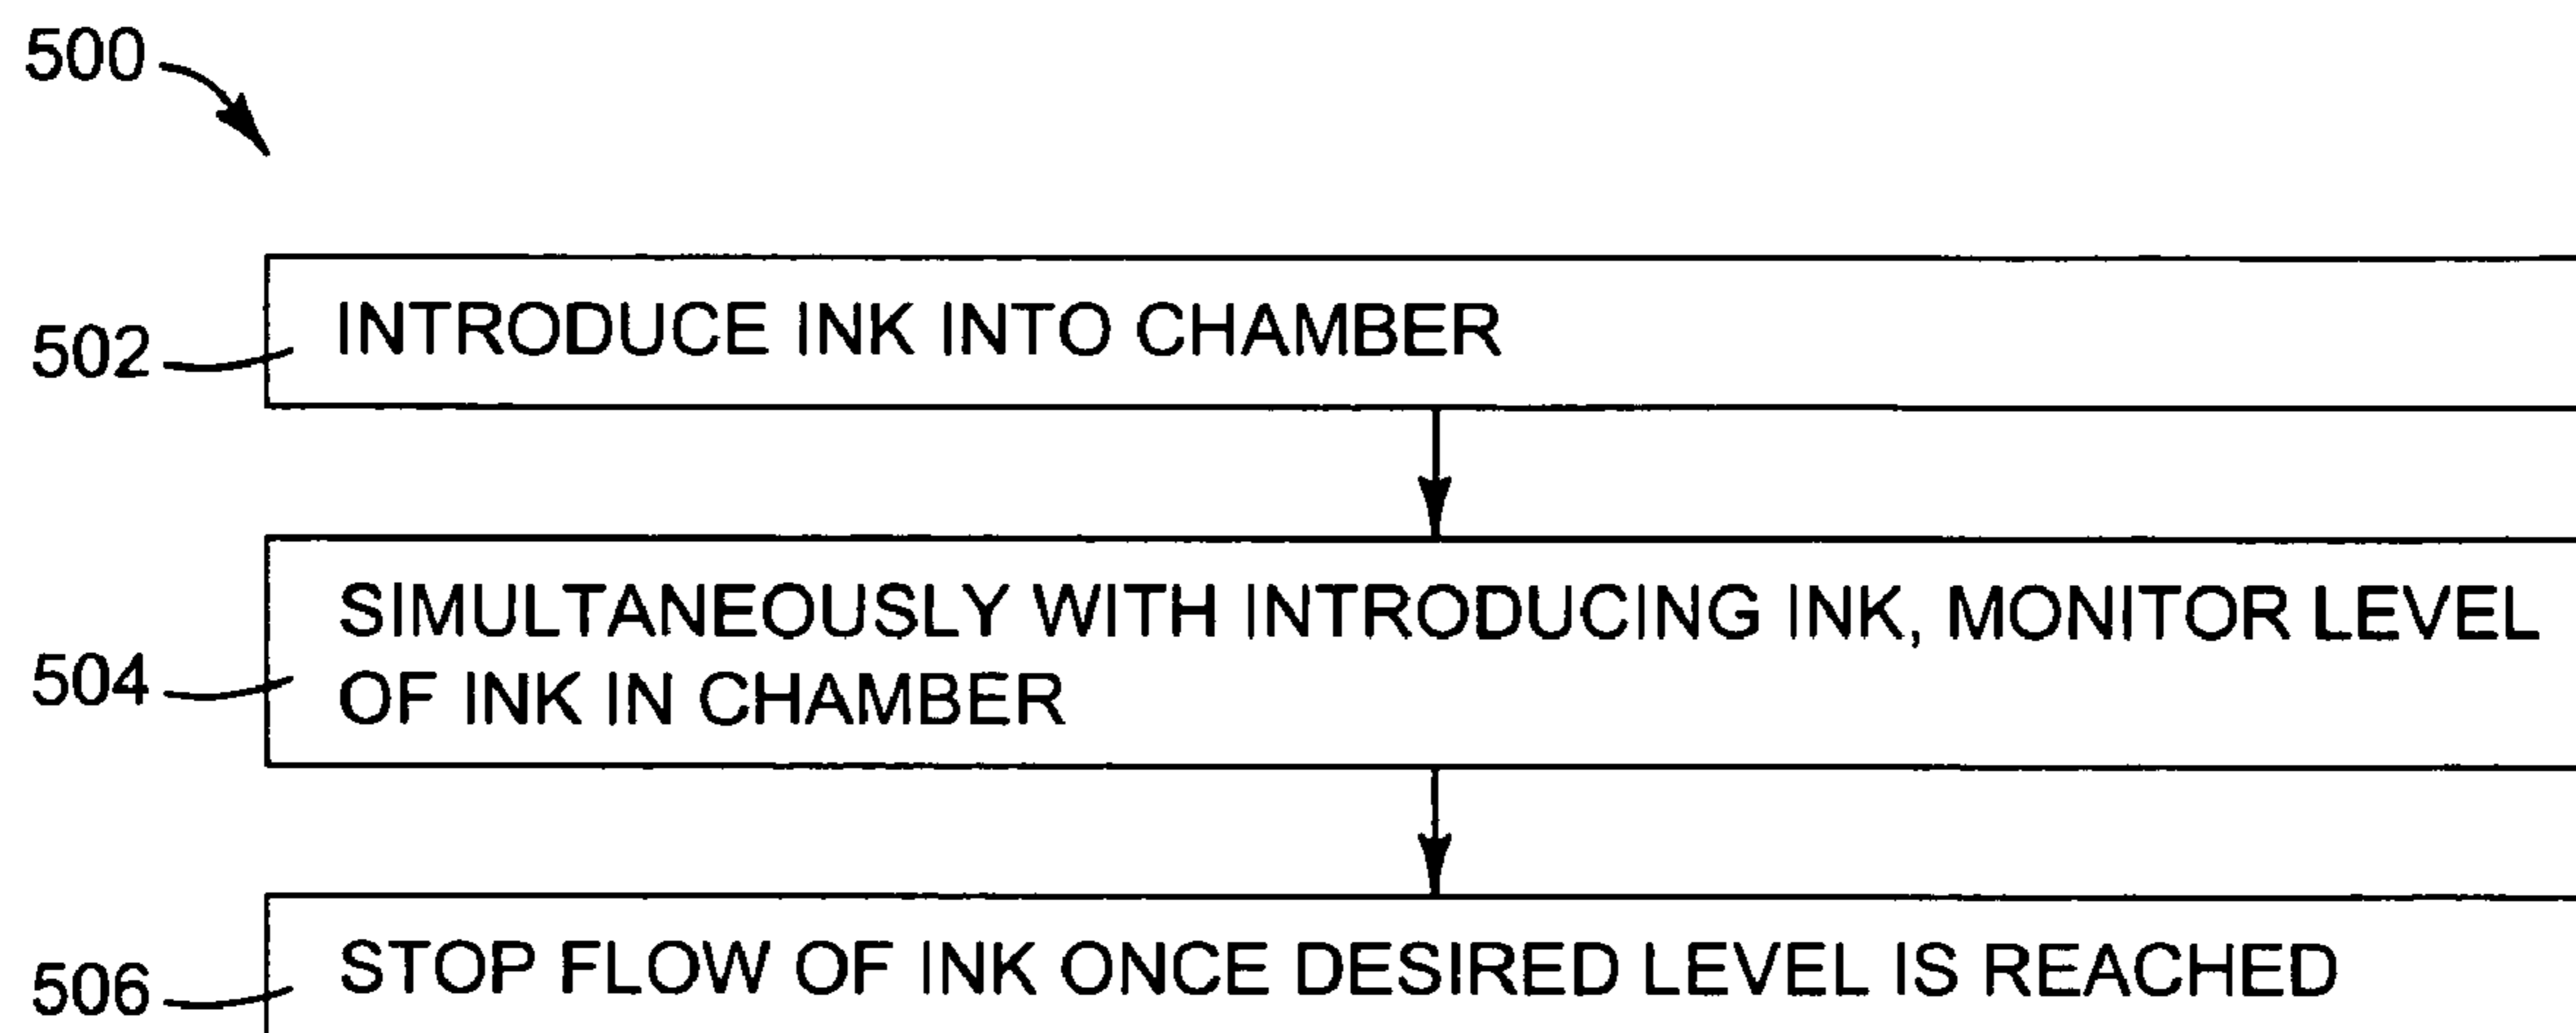 500
502
INTRODUCE INK INTO CHAMBER
504
SIMULTANEOUSLY WITH INTRODUCING INK, MONITOR LEVEL
OF INK IN CHAMBER
506
STOP FLOW OF INK ONCE DESIRED LEVEL IS REACHED